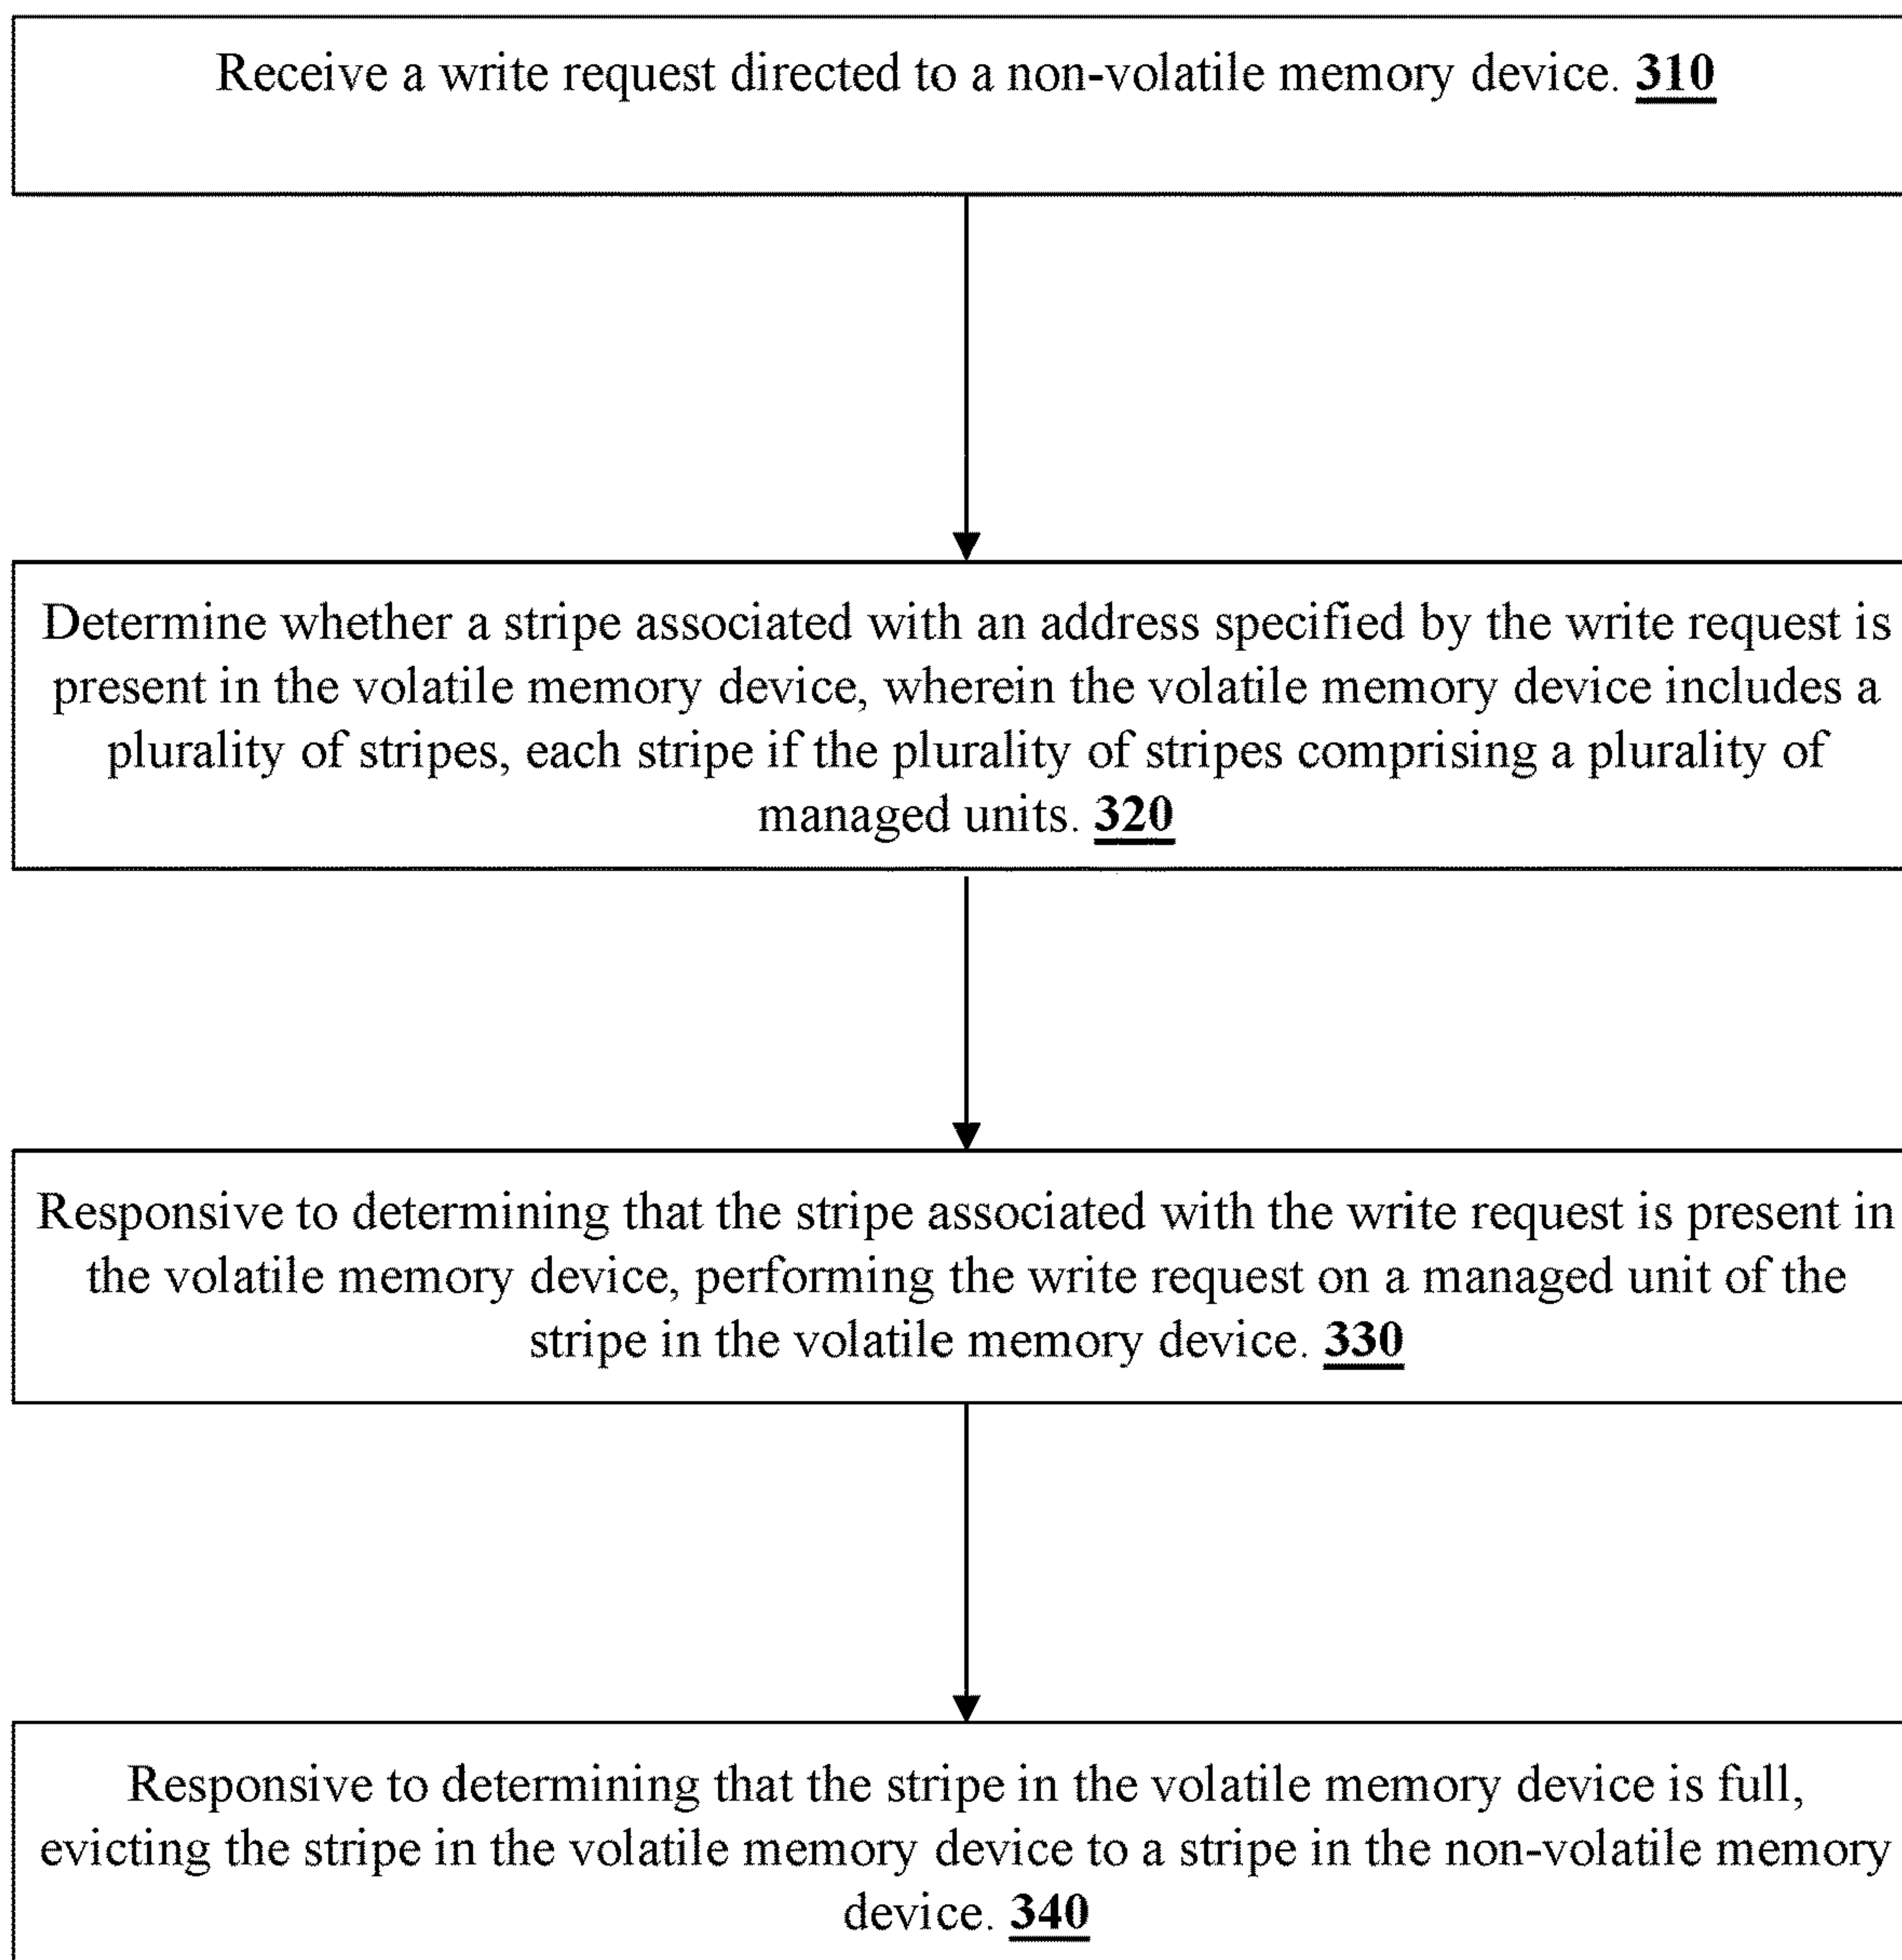 Receive a write request directed to a non-volatile memory device. 310
Determine whether a stripe associated with an address specified by the write request is
present in the volatile memory device, wherein the volatile memory device includes a
plurality of stripes, each stripe if the plurality of stripes comprising a plurality of
managed units. 320
Responsive to determining that the stripe associated with the write request is present in
the volatile memory device, performing the write request on a managed unit of the
stripe in the volatile memory device. 330
Responsive to determining that the stripe in the volatile memory device is full,
evicting the stripe in the volatile memory device to a stripe in the non-volatile memory
device. 340